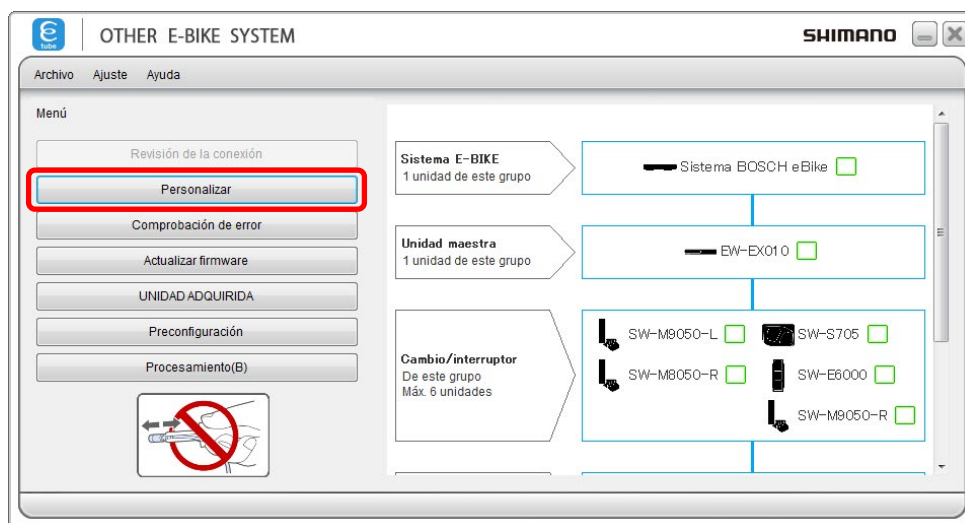 E
tube
OTHER E-BIKE SYSTEM
SHIMANO
Archivo Ajuste Ayuda
Menú
Revisión de la conexión
Personalizar
Comprobación de error
Actualizar firmware
UNIDAD ADQUIRIDA
Preconfiguración
Procesamiento(B)
Sistema E-BIKE
1 unidad de este grupo
Sistema BOSCH eBike
Unidad maestra
1 unidad de este grupo
EW-EX010
Cambio/interruptor
De este grupo
Máx. 6 unidades
SW-M9050-L
SW-S705
SW-M8050-R
SW-E6000
SW-M9050-R